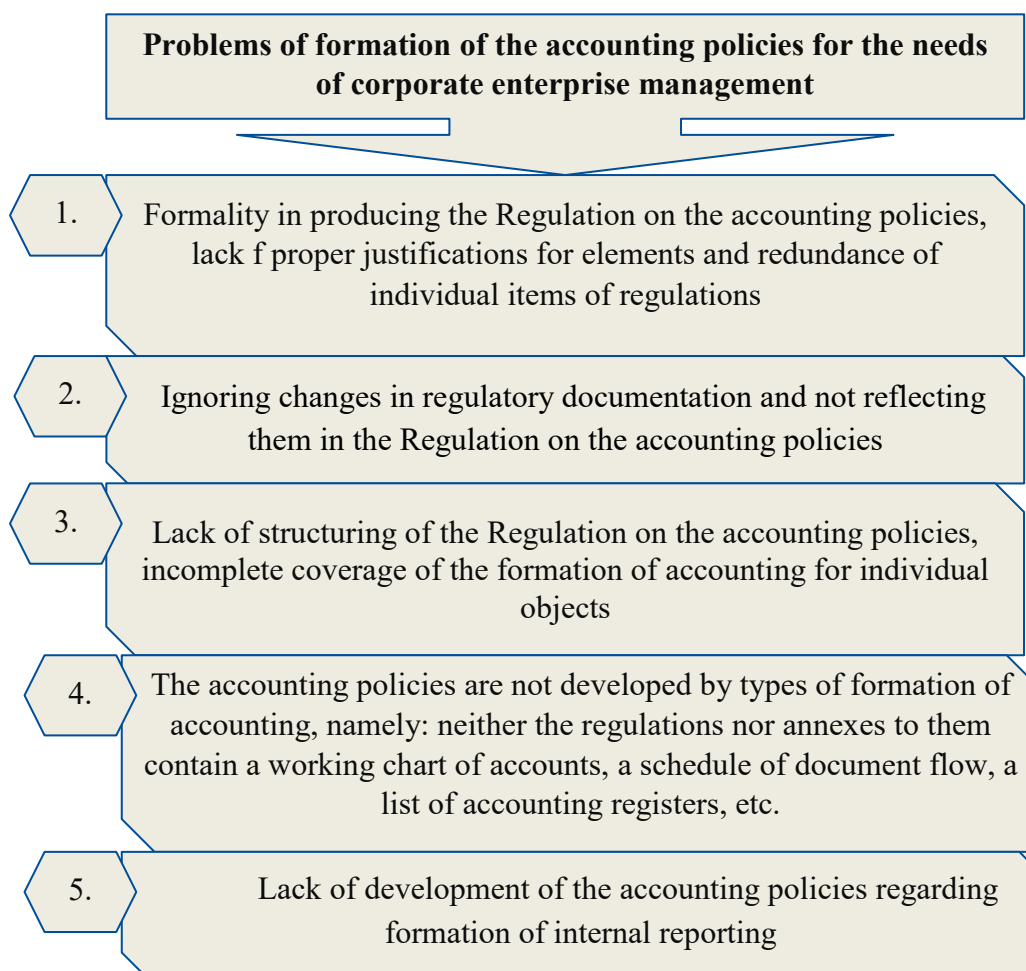 Problems of formation of the accounting policies for the needs
of corporate enterprise management
1.
Formality in producing the Regulation on the accounting policies,
lack f proper justifications for elements and redundance of
individual items of regulations
2.
Ignoring changes in regulatory documentation and not reflecting
them in the Regulation on the accounting policies
3.
Lack of structuring of the Regulation on the accounting policies,
incomplete coverage of the formation of accounting for individual
objects
4.
The accounting policies are not developed by types of formation of
accounting, namely: neither the regulations nor annexes to them
contain a working chart of accounts, a schedule of document flow, a
list of accounting registers, etc.
5.
Lack of development of the accounting policies regarding
formation of internal reporting